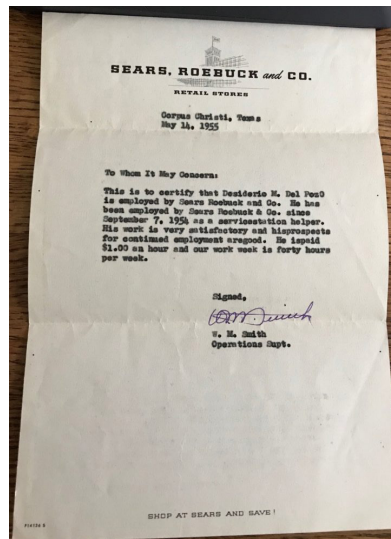 SEARS, ROEBUCK and CO.
RETAIL STORES
Corpus Christi, Texas
May 14, 1955
To Whom It May Concern:
This is to certify that Desiderio M. Del PozO
is employed by Sears Roebuck and Co. He has
been employed by Sears Roebuck & Co. since
September 7, 1954 as a servicestation helper.
His work is very satisfactory and hisprospects
for continued employment aregood. He ispaid
$1.00 an hour and our work week is forty hours
per week.
Signed,
W. M. Smith
Operations Supt.
SHOP AT SEARS AND SAVE!